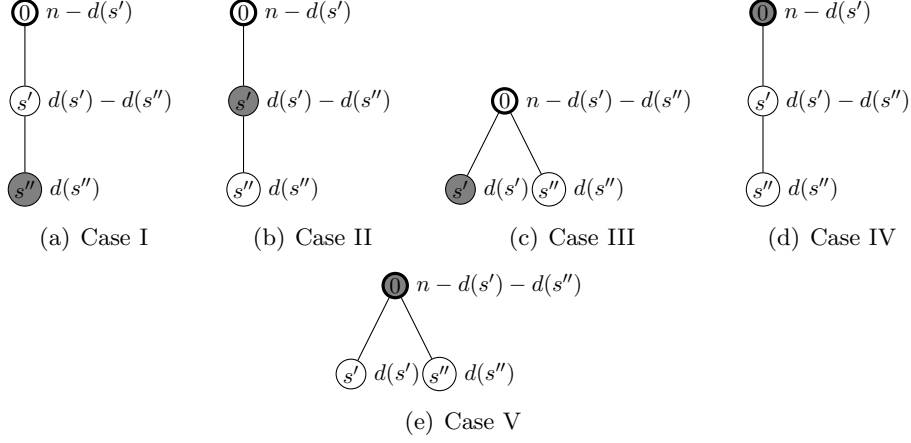 0 n − d(s′) 0 n − d(s′) 0 n − d(s′)
s′ d(s′) − d(s″) s′ d(s′) − d(s″) 0 n − d(s′) − d(s″) s′ d(s′) − d(s″)
s″ d(s″) s″ d(s″) s′ d(s′) s″ d(s″) s″ d(s″)
(a) Case I (b) Case II (c) Case III (d) Case IV
0 n − d(s′) − d(s″)
s′ d(s′) s″ d(s″)
(e) Case V